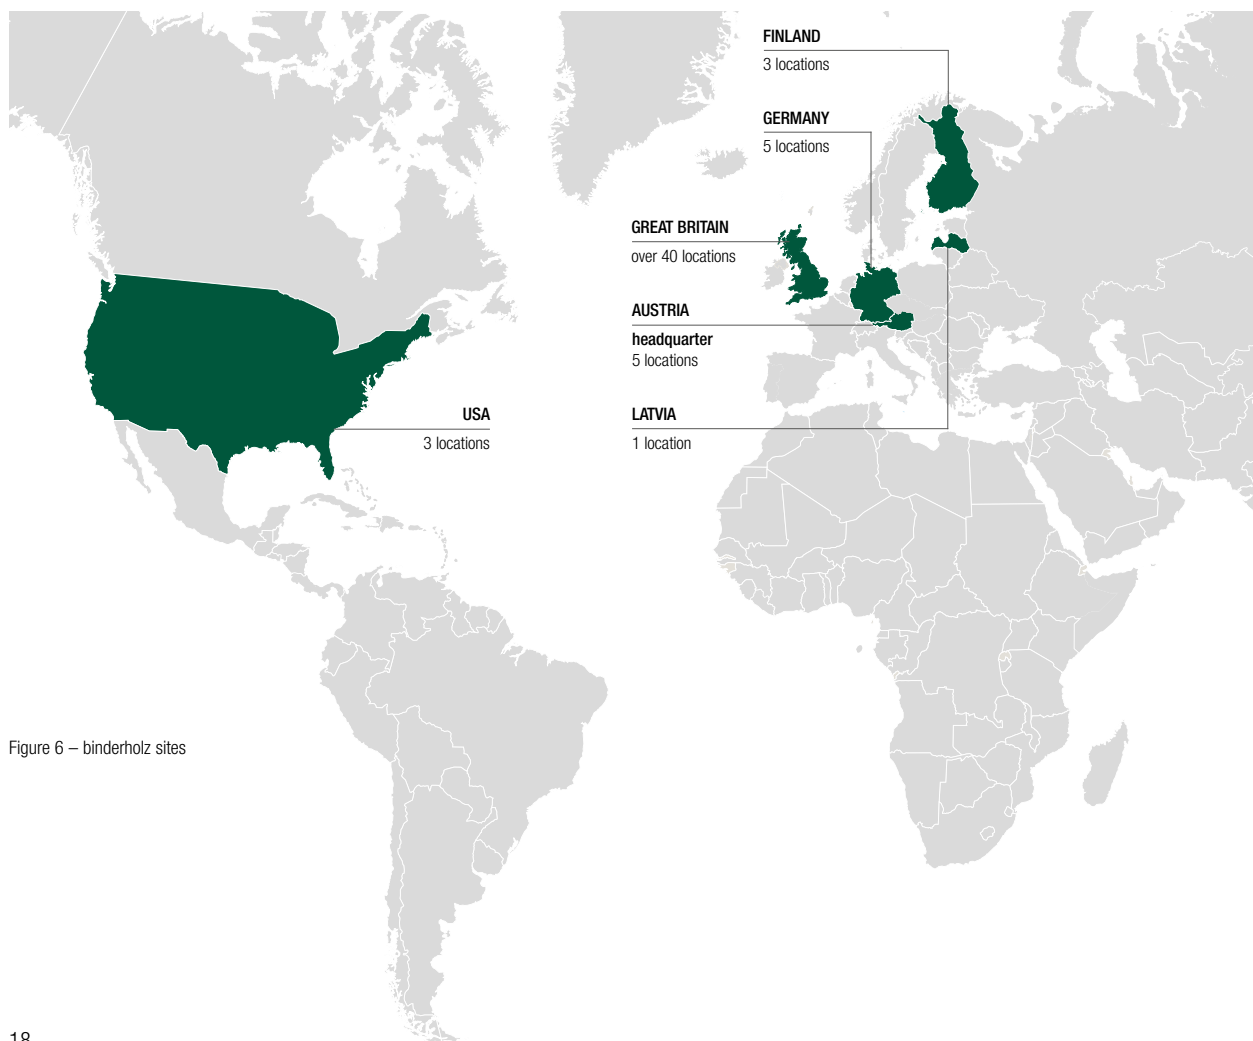 FINLAND
3 locations
GERMANY
5 locations
GREAT BRITAIN
over 40 locations
AUSTRIA
headquarter
5 locations
USA
3 locations
LATVIA
1 location
Figure 6 – binderholz sites
18